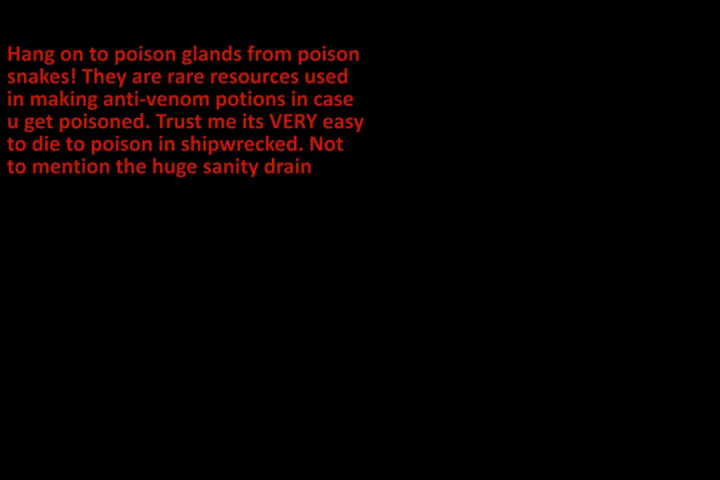 Hang on to poison glands from poison
snakes! They are rare resources used
in making anti-venom potions in case
u get poisoned. Trust me its VERY easy
to die to poison in shipwrecked. Not
to mention the huge sanity drain